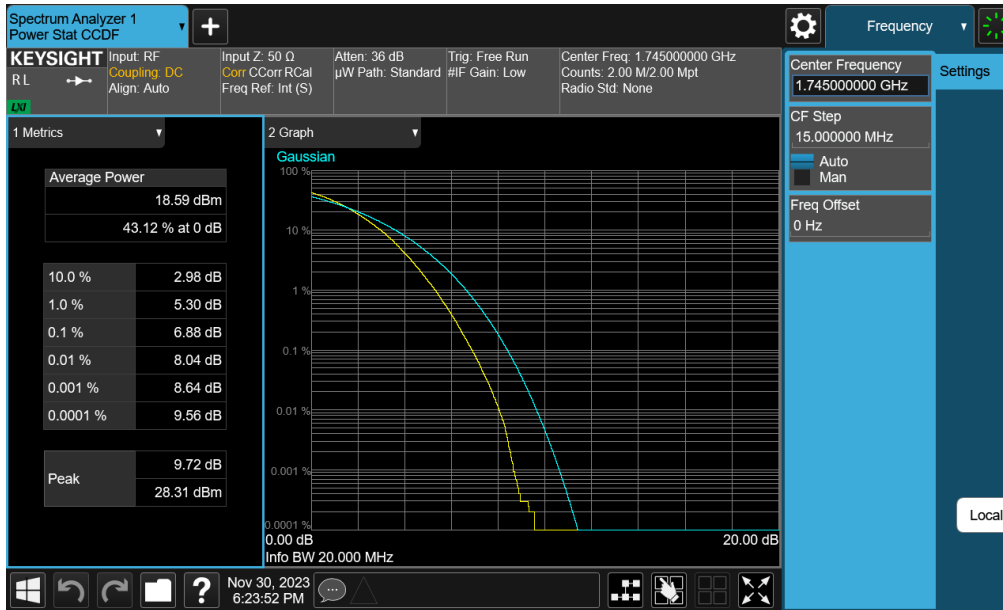 Spectrum Analyzer 1
Power Stat CCDF
Frequency
KEYSIGHT
R L
LXI
Input: RF
Coupling: DC
Align: Auto
Input Z: 50 Ω
Corr CCorr RCal
Freq Ref: Int (S)
Atten: 36 dB
µW Path: Standard
Trig: Free Run
#IF Gain: Low
Center Freq: 1.745000000 GHz
Counts: 2.00 M/2.00 Mpt
Radio Std: None
Center Frequency
1.745000000 GHz
Settings
CF Step
15.000000 MHz
Auto
Man
Freq Offset
0 Hz
1 Metrics
Average Power
18.59 dBm
43.12 % at 0 dB
10.0 % 2.98 dB
1.0 % 5.30 dB
0.1 % 6.88 dB
0.01 % 8.04 dB
0.001 % 8.64 dB
0.0001 % 9.56 dB
Peak
9.72 dB
28.31 dBm
2 Graph
Gaussian
100 %
10 %
1 %
0.1 %
0.01 %
0.001 %
0.0001 %
0.00 dB
20.00 dB
Info BW 20.000 MHz
Local
?
Nov 30, 2023
6:23:52 PM